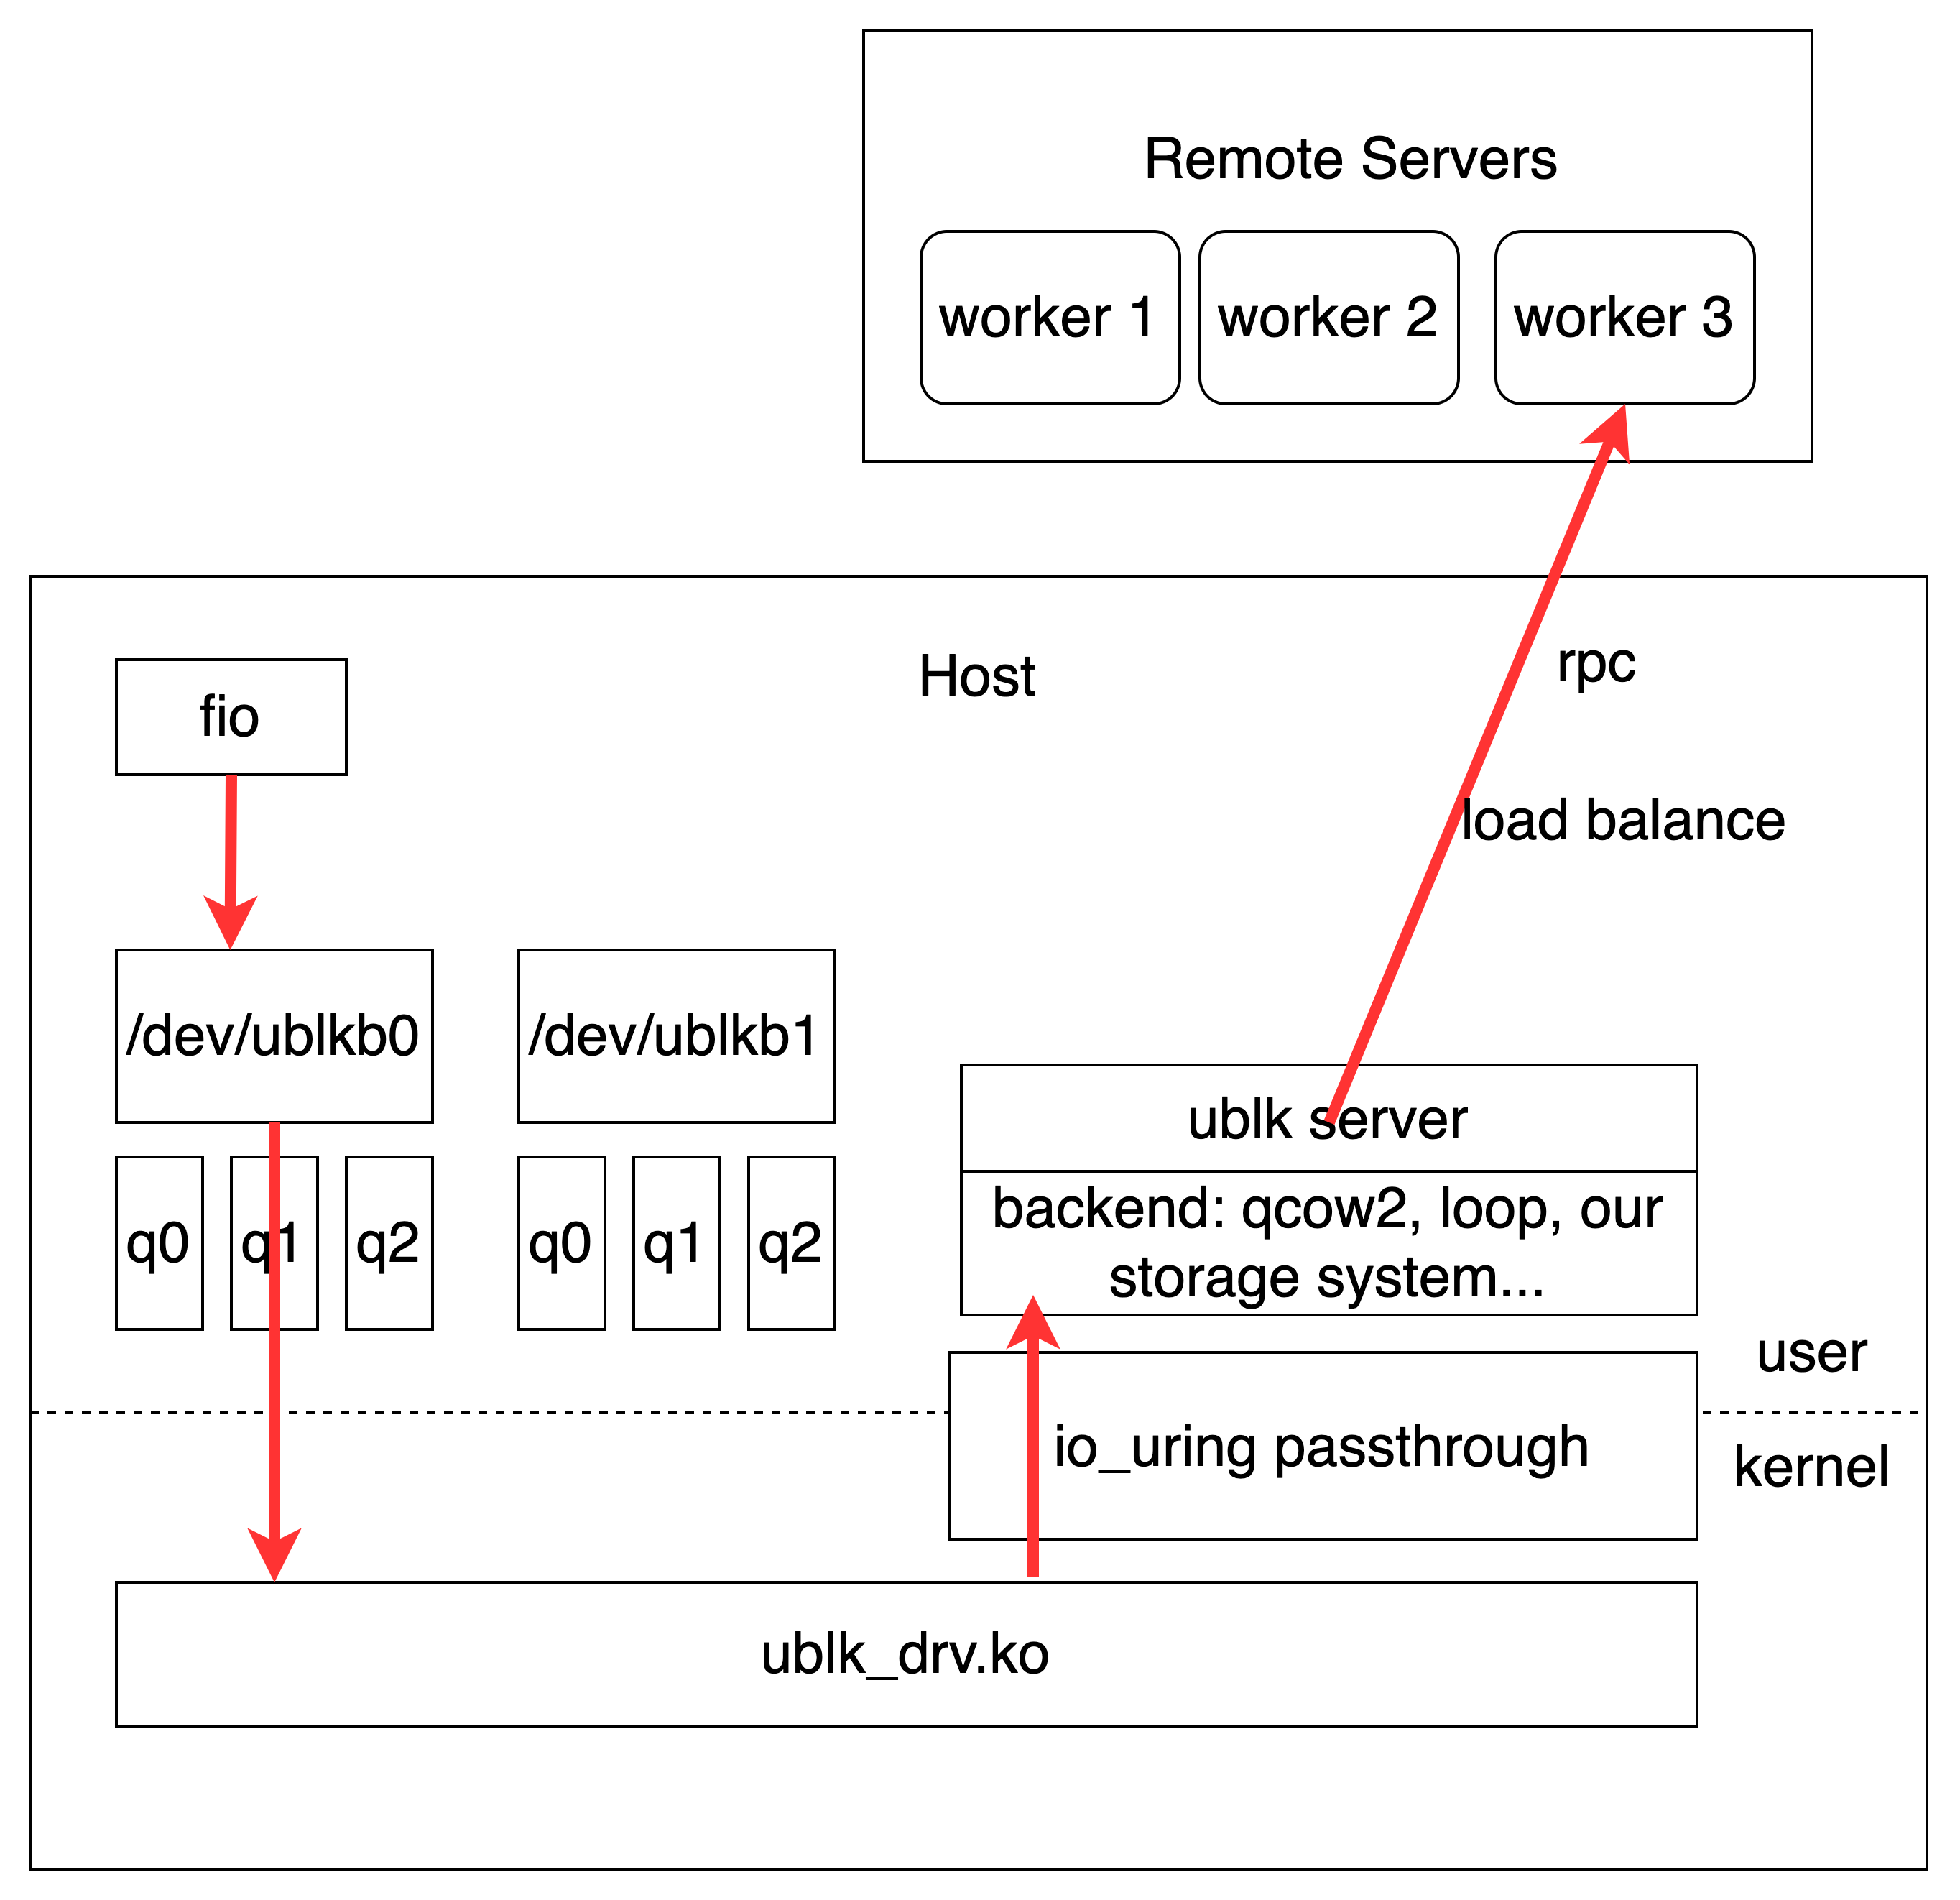 Remote Servers
worker 1
worker 2
worker 3
Host
rpc
fio
load balance
/dev/ublkb0
/dev/ublkb1
ublk server
q0
q1
q2
q0
q1
q2
backend: qcow2, loop, our
storage system...
user
io_uring passthrough
kernel
ublk_drv.ko